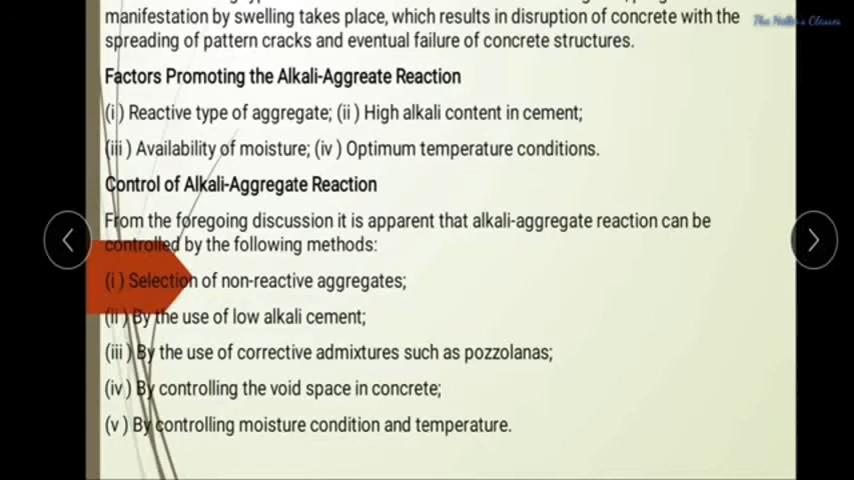 manifestation by swelling takes place, which results in disruption of concrete with the
spreading of pattern cracks and eventual failure of concrete structures.
Factors Promoting the Alkali-Aggreate Reaction
(i ) Reactive type of aggregate; (ii ) High alkali content in cement;
(iii ) Availability of moisture; (iv ) Optimum temperature conditions.
Control of Alkali-Aggregate Reaction
From the foregoing discussion it is apparent that alkali-aggregate reaction can be
controlled by the following methods:
(i ) Selection of non-reactive aggregates;
(ii ) By the use of low alkali cement;
(iii ) By the use of corrective admixtures such as pozzolanas;
(iv ) By controlling the void space in concrete;
(v ) By controlling moisture condition and temperature.